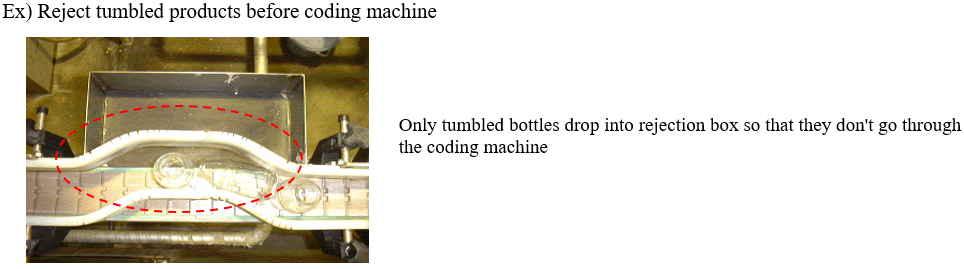 Ex) Reject tumbled products before coding machine
Only tumbled bottles drop into rejection box so that they don't go through
the coding machine